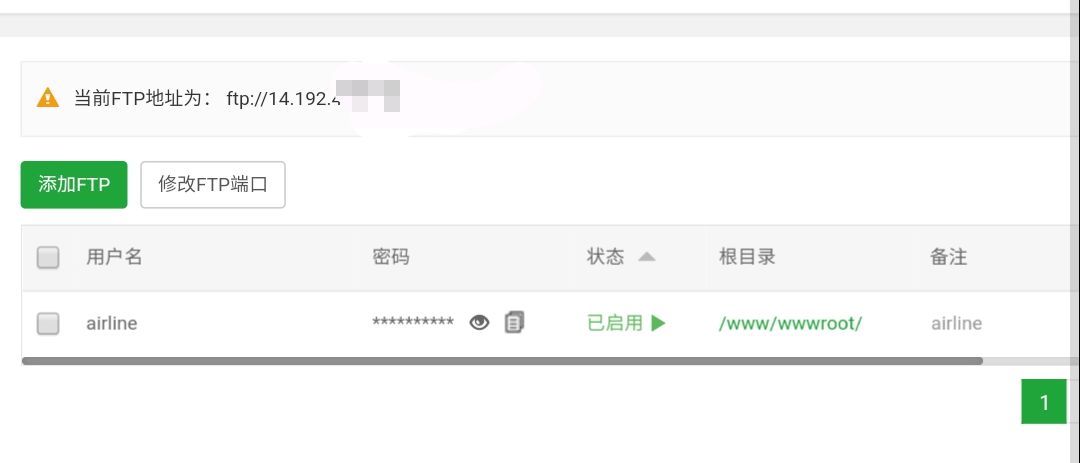 当前FTP地址为： ftp://14.192.
添加FTP 修改FTP端口
用户名 密码 状态 根目录 备注
airline ********** 已启用 /www/wwwroot/ airline
1